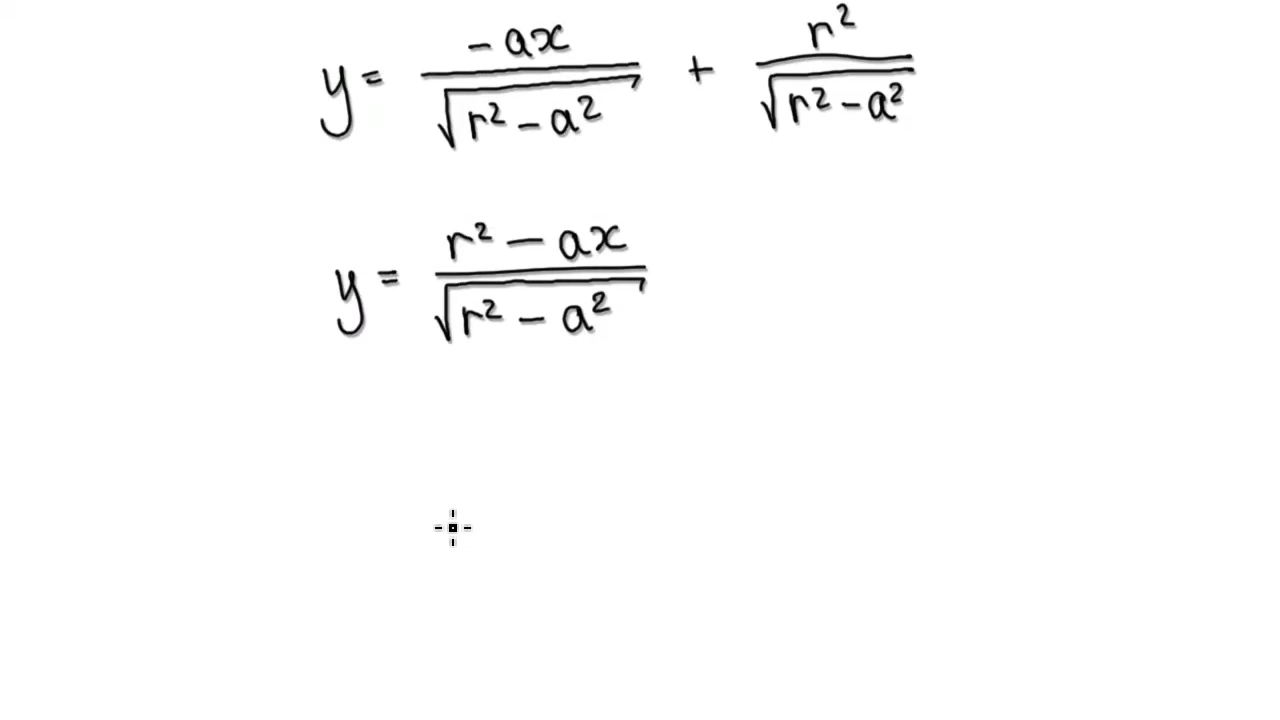 y = -ax / √(r² - a²) + r² / √(r² - a²)
y = r² - ax / √(r² - a²)